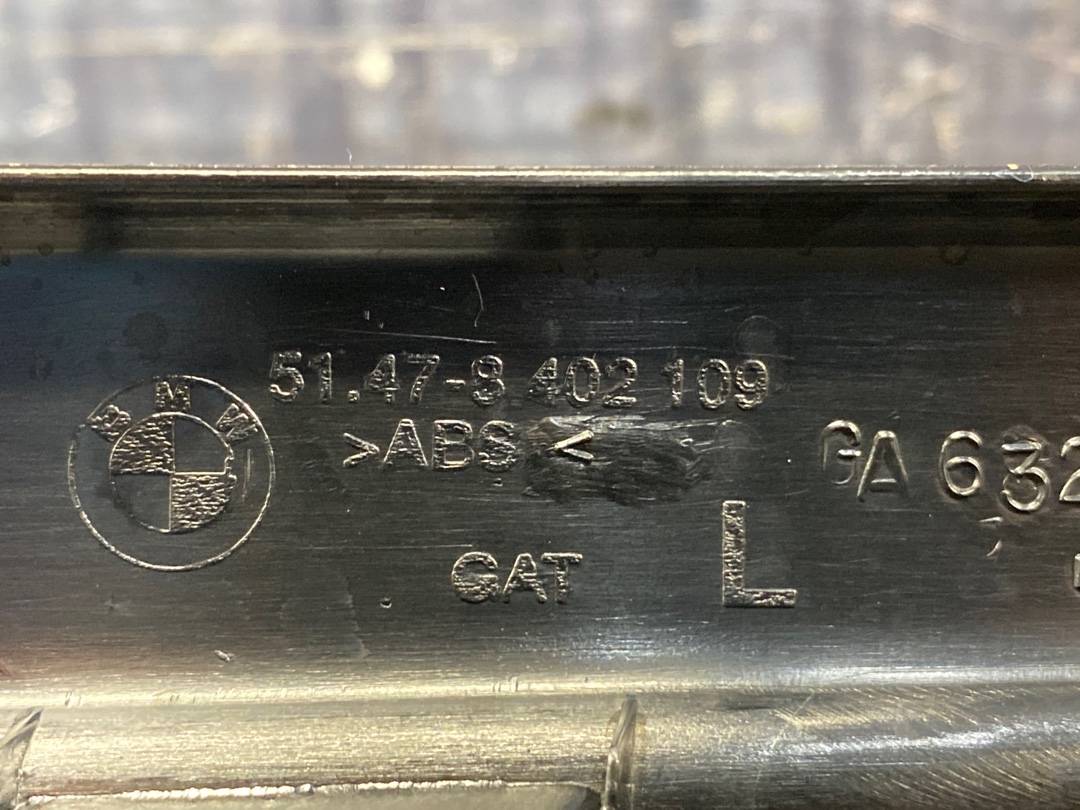 BMW
51.47-8 402 109
>ABS<
GA 632
GAT
L